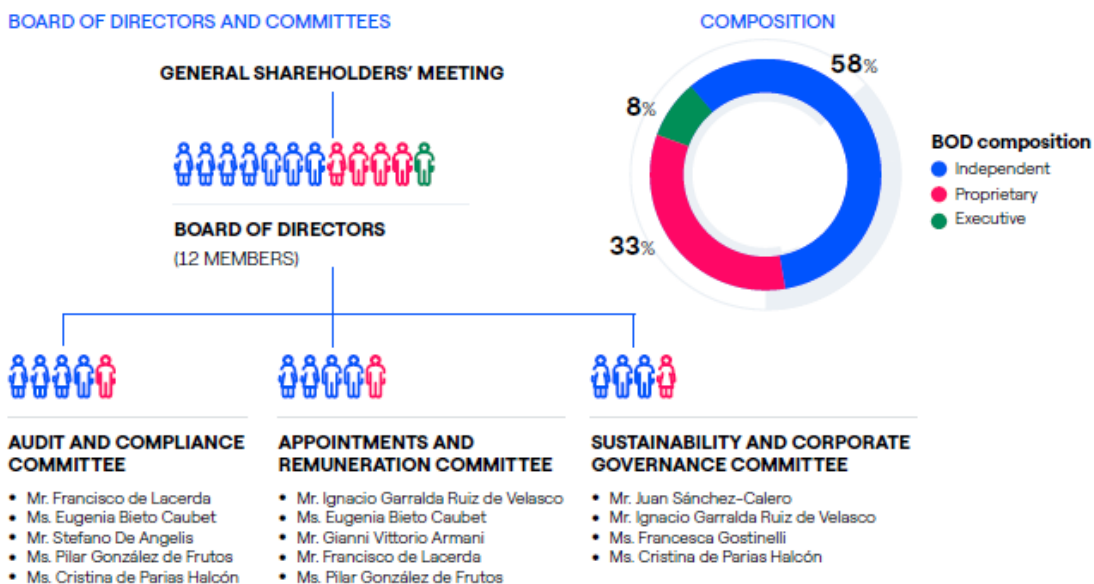 BOARD OF DIRECTORS AND COMMITTEES
GENERAL SHAREHOLDERS' MEETING
BOARD OF DIRECTORS
(12 MEMBERS)
COMPOSITION
58%
8%
33%
BOD composition
Independent
Proprietary
Executive
AUDIT AND COMPLIANCE
COMMITTEE
• Mr. Francisco de Lacerda
• Ms. Eugenia Bieto Caubet
• Mr. Stefano De Angelis
• Ms. Pilar González de Frutos
• Ms. Cristina de Parias Halcón
APPOINTMENTS AND
REMUNERATION COMMITTEE
• Mr. Ignacio Garralda Ruiz de Velasco
• Ms. Eugenia Bieto Caubet
• Mr. Gianni Vittorio Armani
• Mr. Francisco de Lacerda
• Ms. Pilar González de Frutos
SUSTAINABILITY AND CORPORATE
GOVERNANCE COMMITTEE
• Mr. Juan Sánchez-Calero
• Mr. Ignacio Garralda Ruiz de Velasco
• Ms. Francesca Gostinelli
• Ms. Cristina de Parias Halcón